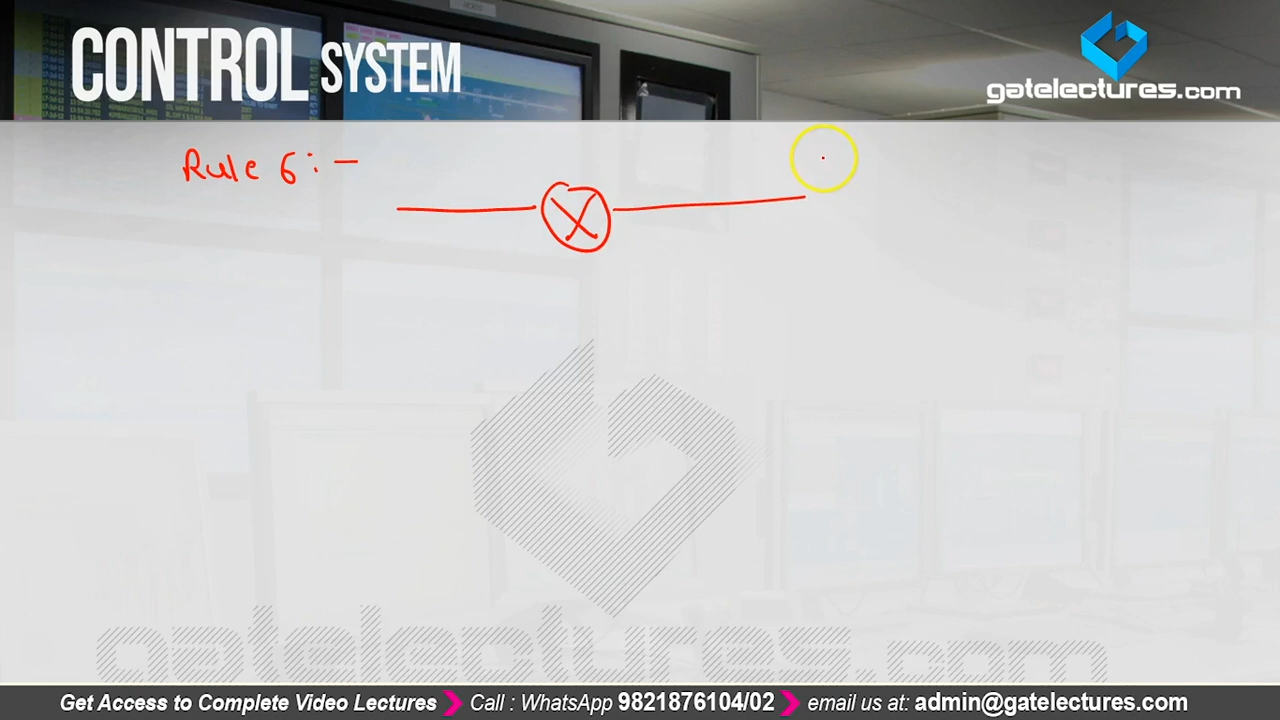 CONTROL SYSTEM
gatelectures.com
Rule 6 : -
gatelectures.com
Get Access to Complete Video Lectures Call : WhatsApp 9821876104/02 email us at: admin@gatelectures.com